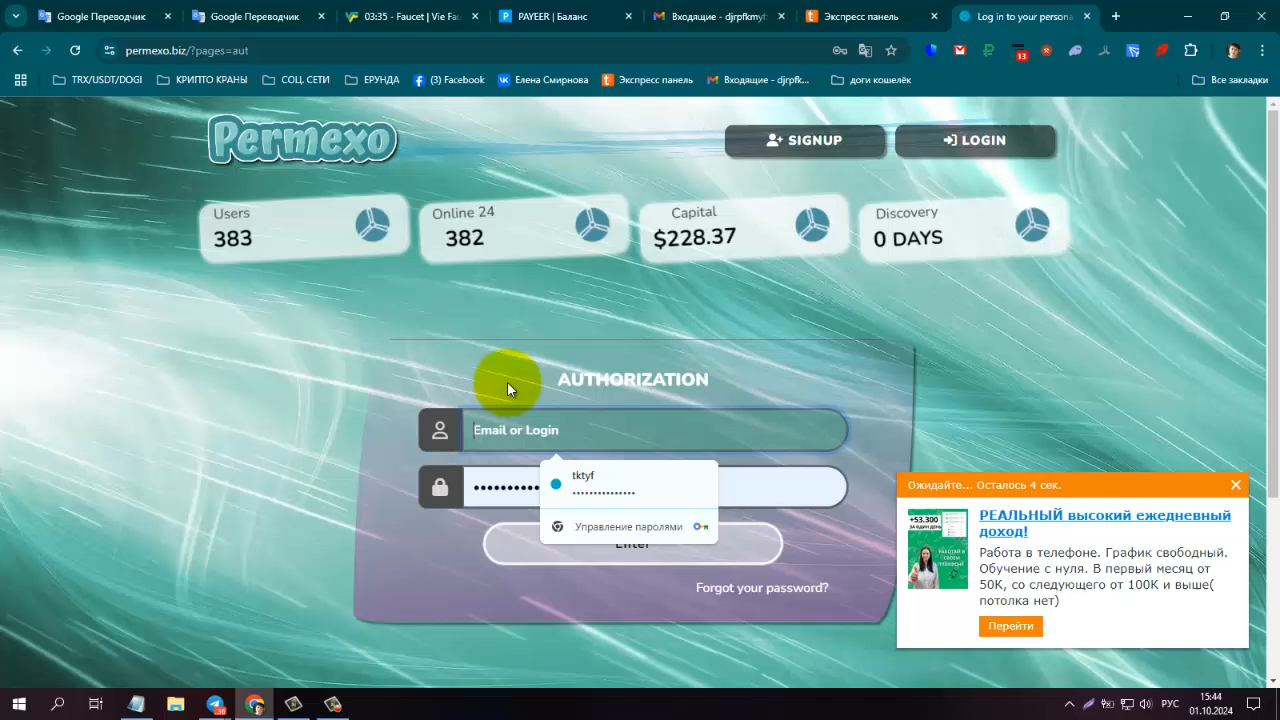 Google Переводчик
Google Переводчик
03:35 - Faucet | Vie Fau
PAYEER | Баланс
Входящие - djrpfkmyf
Экспресс панель
Log in to your persona
permexo.biz/?pages=aut
13
TRX/USDT/DOGI
КРИПТО КРАНЫ
СОЦ. СЕТИ
ЕРУНДА
(3) Facebook
Елена Смирнова
Экспресс панель
Входящие - djrpfk...
доги кошелёк
Все закладки
Permexo
SIGNUP
LOGIN
Users
383
Online 24
382
Capital
$228.37
Discovery
0 DAYS
AUTHORIZATION
Email or Login
tktyf
Управление паролями
Enter
Forgot your password?
Ожидайте... Осталось 4 сек.
+53.300
РЕАЛЬНЫЙ высокий ежедневный
доход!
Работа в телефоне. График свободный.
Обучение с нуля. В первый месяц от
50К, со следующего от 100К и выше(
потолка нет)
Перейти
РУС
15:44
01.10.2024